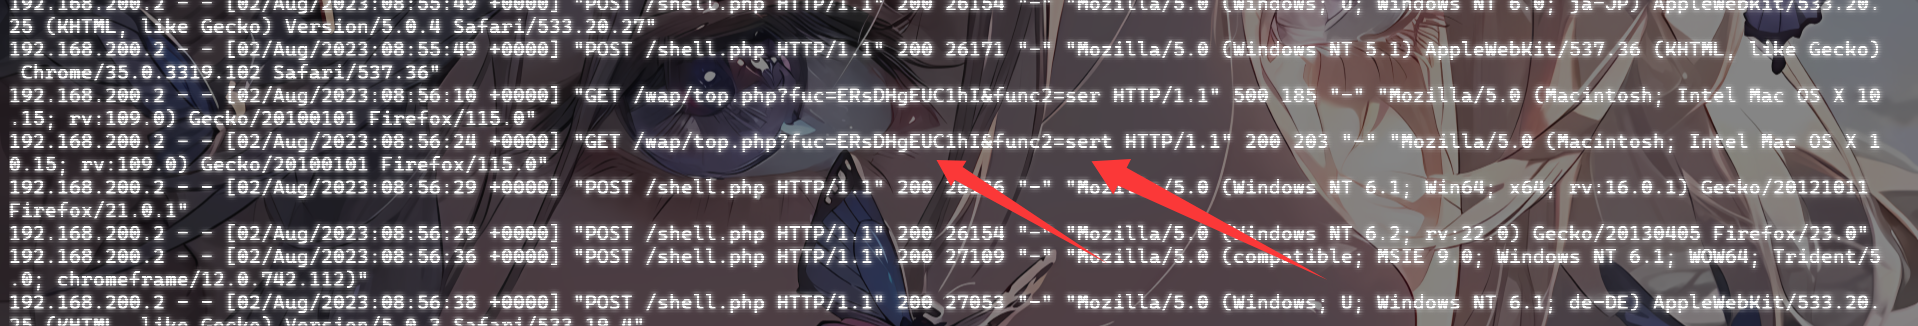 192.168.200.2 - - [02/Aug/2023:08:55:49 +0000] "POST /shell.php HTTP/1.1" 200 26154 "-" "Mozilla/5.0 (Windows; U; Windows NT 6.0; ja-JP) AppleWebKit/533.20.
25 (KHTML, like Gecko) Version/5.0.4 Safari/533.20.27"
192.168.200.2 - - [02/Aug/2023:08:55:49 +0000] "POST /shell.php HTTP/1.1" 200 26171 "-" "Mozilla/5.0 (Windows NT 5.1) AppleWebKit/537.36 (KHTML, like Gecko)
Chrome/35.0.3319.102 Safari/537.36"
192.168.200.2 - - [02/Aug/2023:08:56:10 +0000] "GET /wap/top.php?fuc=ERsDHgEUC1hI&func2=ser HTTP/1.1" 500 185 "-" "Mozilla/5.0 (Macintosh; Intel Mac OS X 10
.15; rv:109.0) Gecko/20100101 Firefox/115.0"
192.168.200.2 - - [02/Aug/2023:08:56:24 +0000] "GET /wap/top.php?fuc=ERsDHgEUC1hI&func2=sert HTTP/1.1" 200 203 "-" "Mozilla/5.0 (Macintosh; Intel Mac OS X 1
0.15; rv:109.0) Gecko/20100101 Firefox/115.0"
192.168.200.2 - - [02/Aug/2023:08:56:29 +0000] "POST /shell.php HTTP/1.1" 200 "-" "Mozilla/5.0 (Windows NT 6.1; Win64; x64; rv:16.0.1) Gecko/20121011
Firefox/21.0.1"
192.168.200.2 - - [02/Aug/2023:08:56:29 +0000] "POST /shell.php HTTP/1.1" 200 26154 "-" "Mozilla/5.0 (Windows NT 6.2; rv:22.0) Gecko/20130405 Firefox/23.0"
192.168.200.2 - - [02/Aug/2023:08:56:36 +0000] "POST /shell.php HTTP/1.1" 200 27109 "-" "Mozilla/5.0 (compatible; MSIE 9.0; Windows NT 6.1; WOW64; Trident/5
.0; chromeframe/12.0.742.112)"
192.168.200.2 - - [02/Aug/2023:08:56:38 +0000] "POST /shell.php HTTP/1.1" 200 27053 "-" "Mozilla/5.0 (Windows; U; Windows NT 6.1; de-DE) AppleWebKit/533.20.
25 (KHTML, like Gecko) Version/5.0.3 Safari/533.19.4"